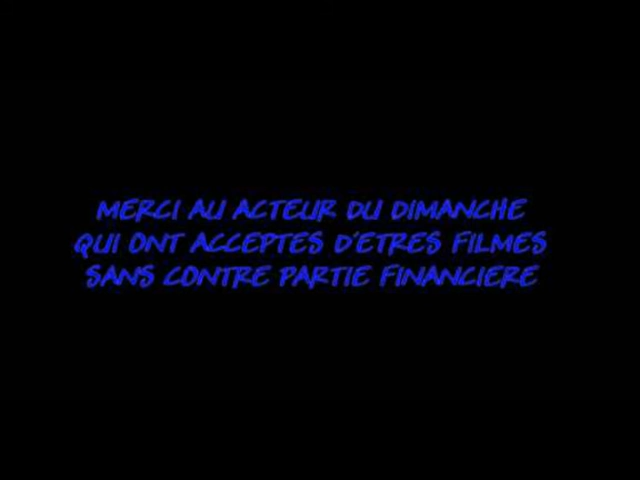 MERCI AU ACTEUR DU DIMANCHE
QUI ONT ACCEPTES D'ETRES FILMES
SANS CONTRE PARTIE FINANCIERE